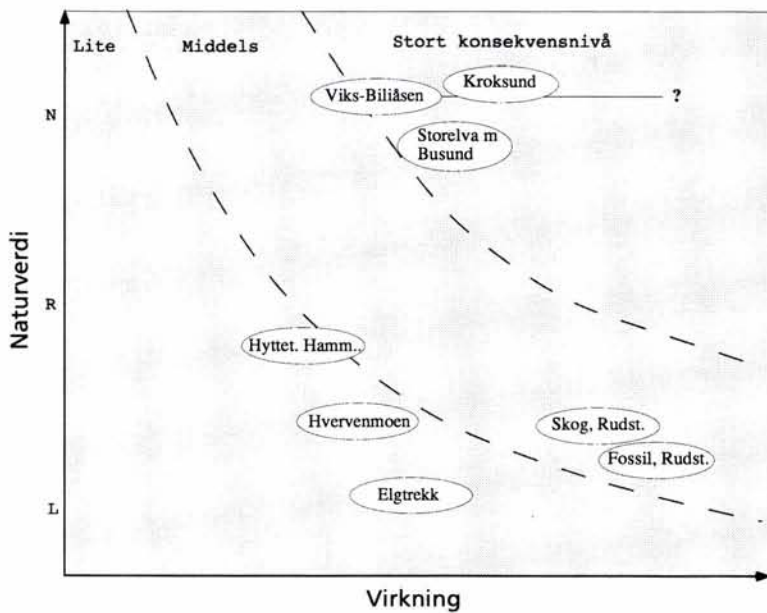 Lite
Middels
Stort konsekvensnivå
Kroksund
Viks-Biliåsen
?
N
Storelva m
Busund
Naturverdi
R
Hyttet. Hamm..
Hvervenmoen
Skog, Rudst.
Fossil, Rudst.
Elgtrekk
L
Virkning